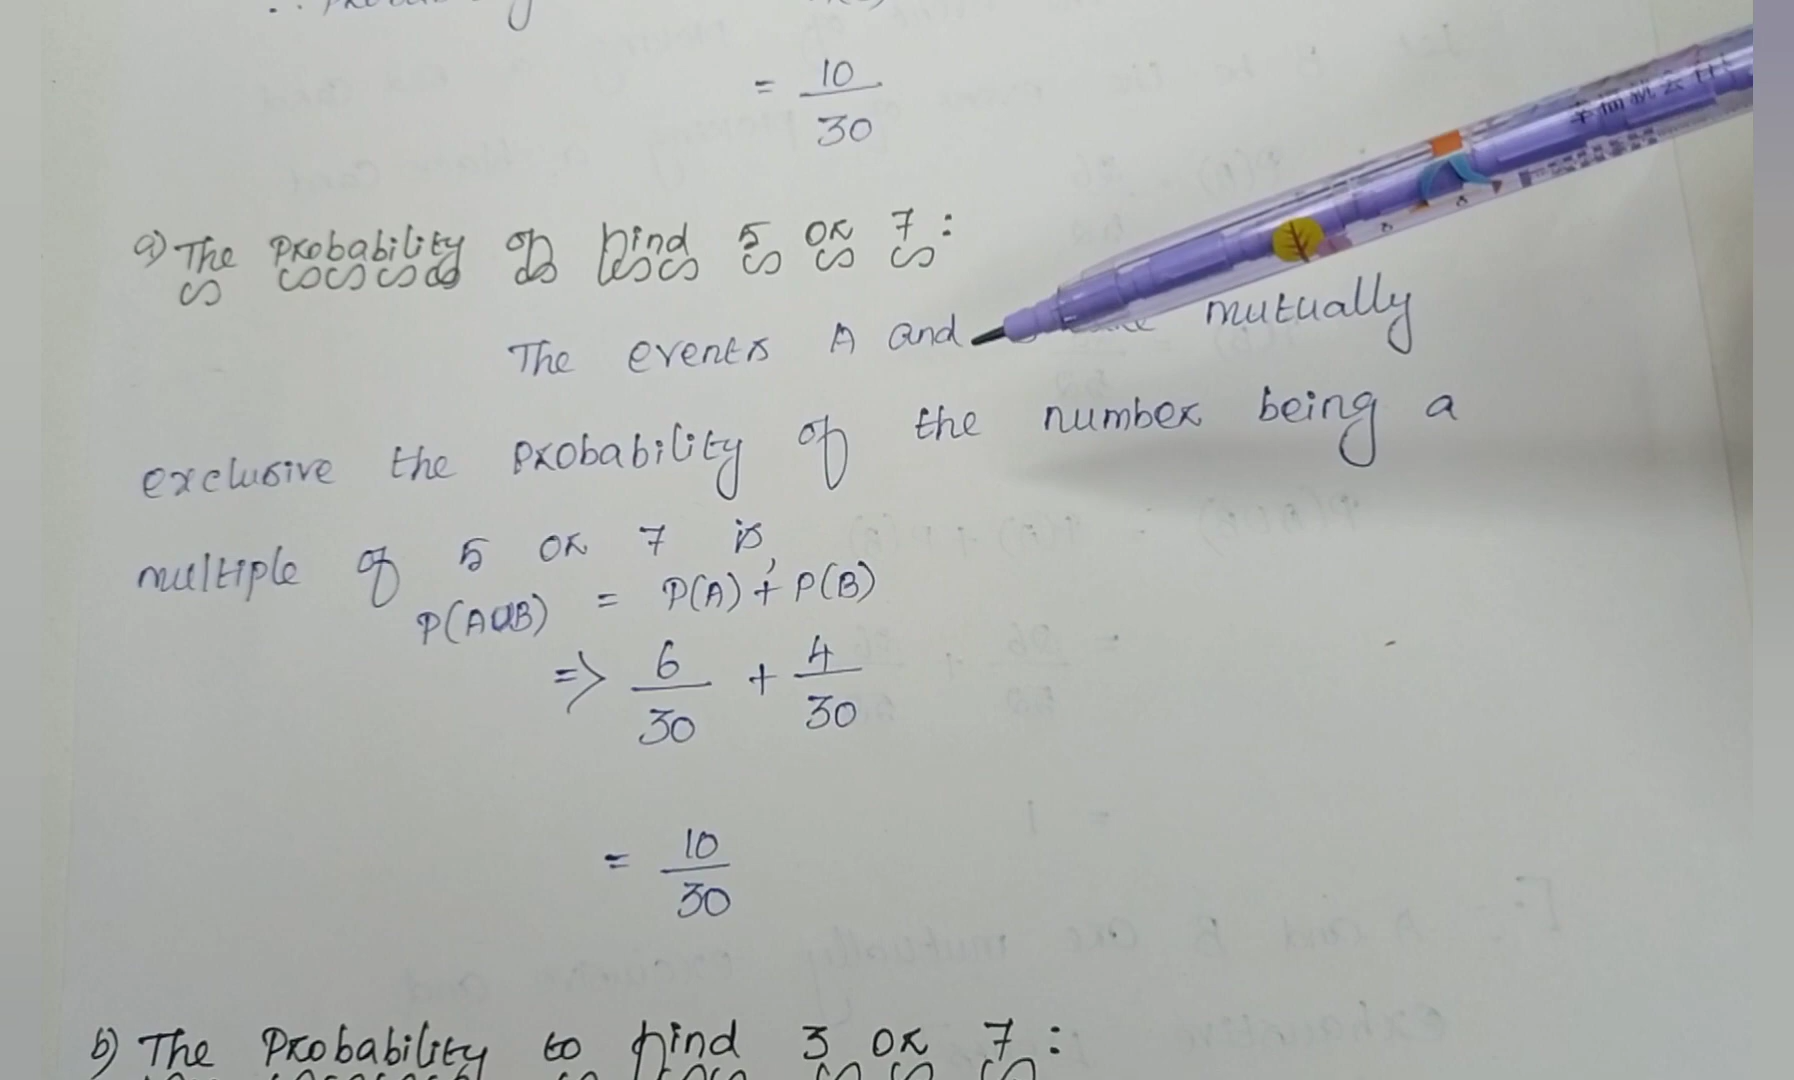 = 10
30
a) The Probability of find 5 or 7:
The events A and mutually
exclusive the probability of the number being a
multiple of 5 or 7 is,
P(A∪B) = P(A) + P(B)
=> 6/30 + 4/30
= 10
30
b) The Probability to find 3 or 7: